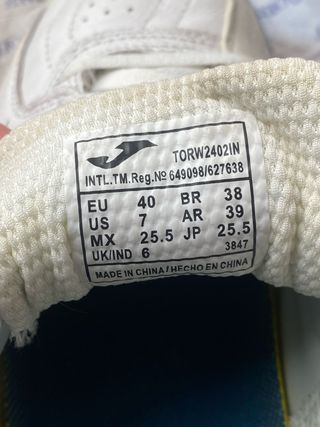 TORW2402IN
INTL.TM.Reg.Nº 649098/627638
EU 40 BR 38
US 7 AR 39
MX 25.5 JP 25.5
UK/IND 6 3847
MADE IN CHINA/HECHO EN CHINA